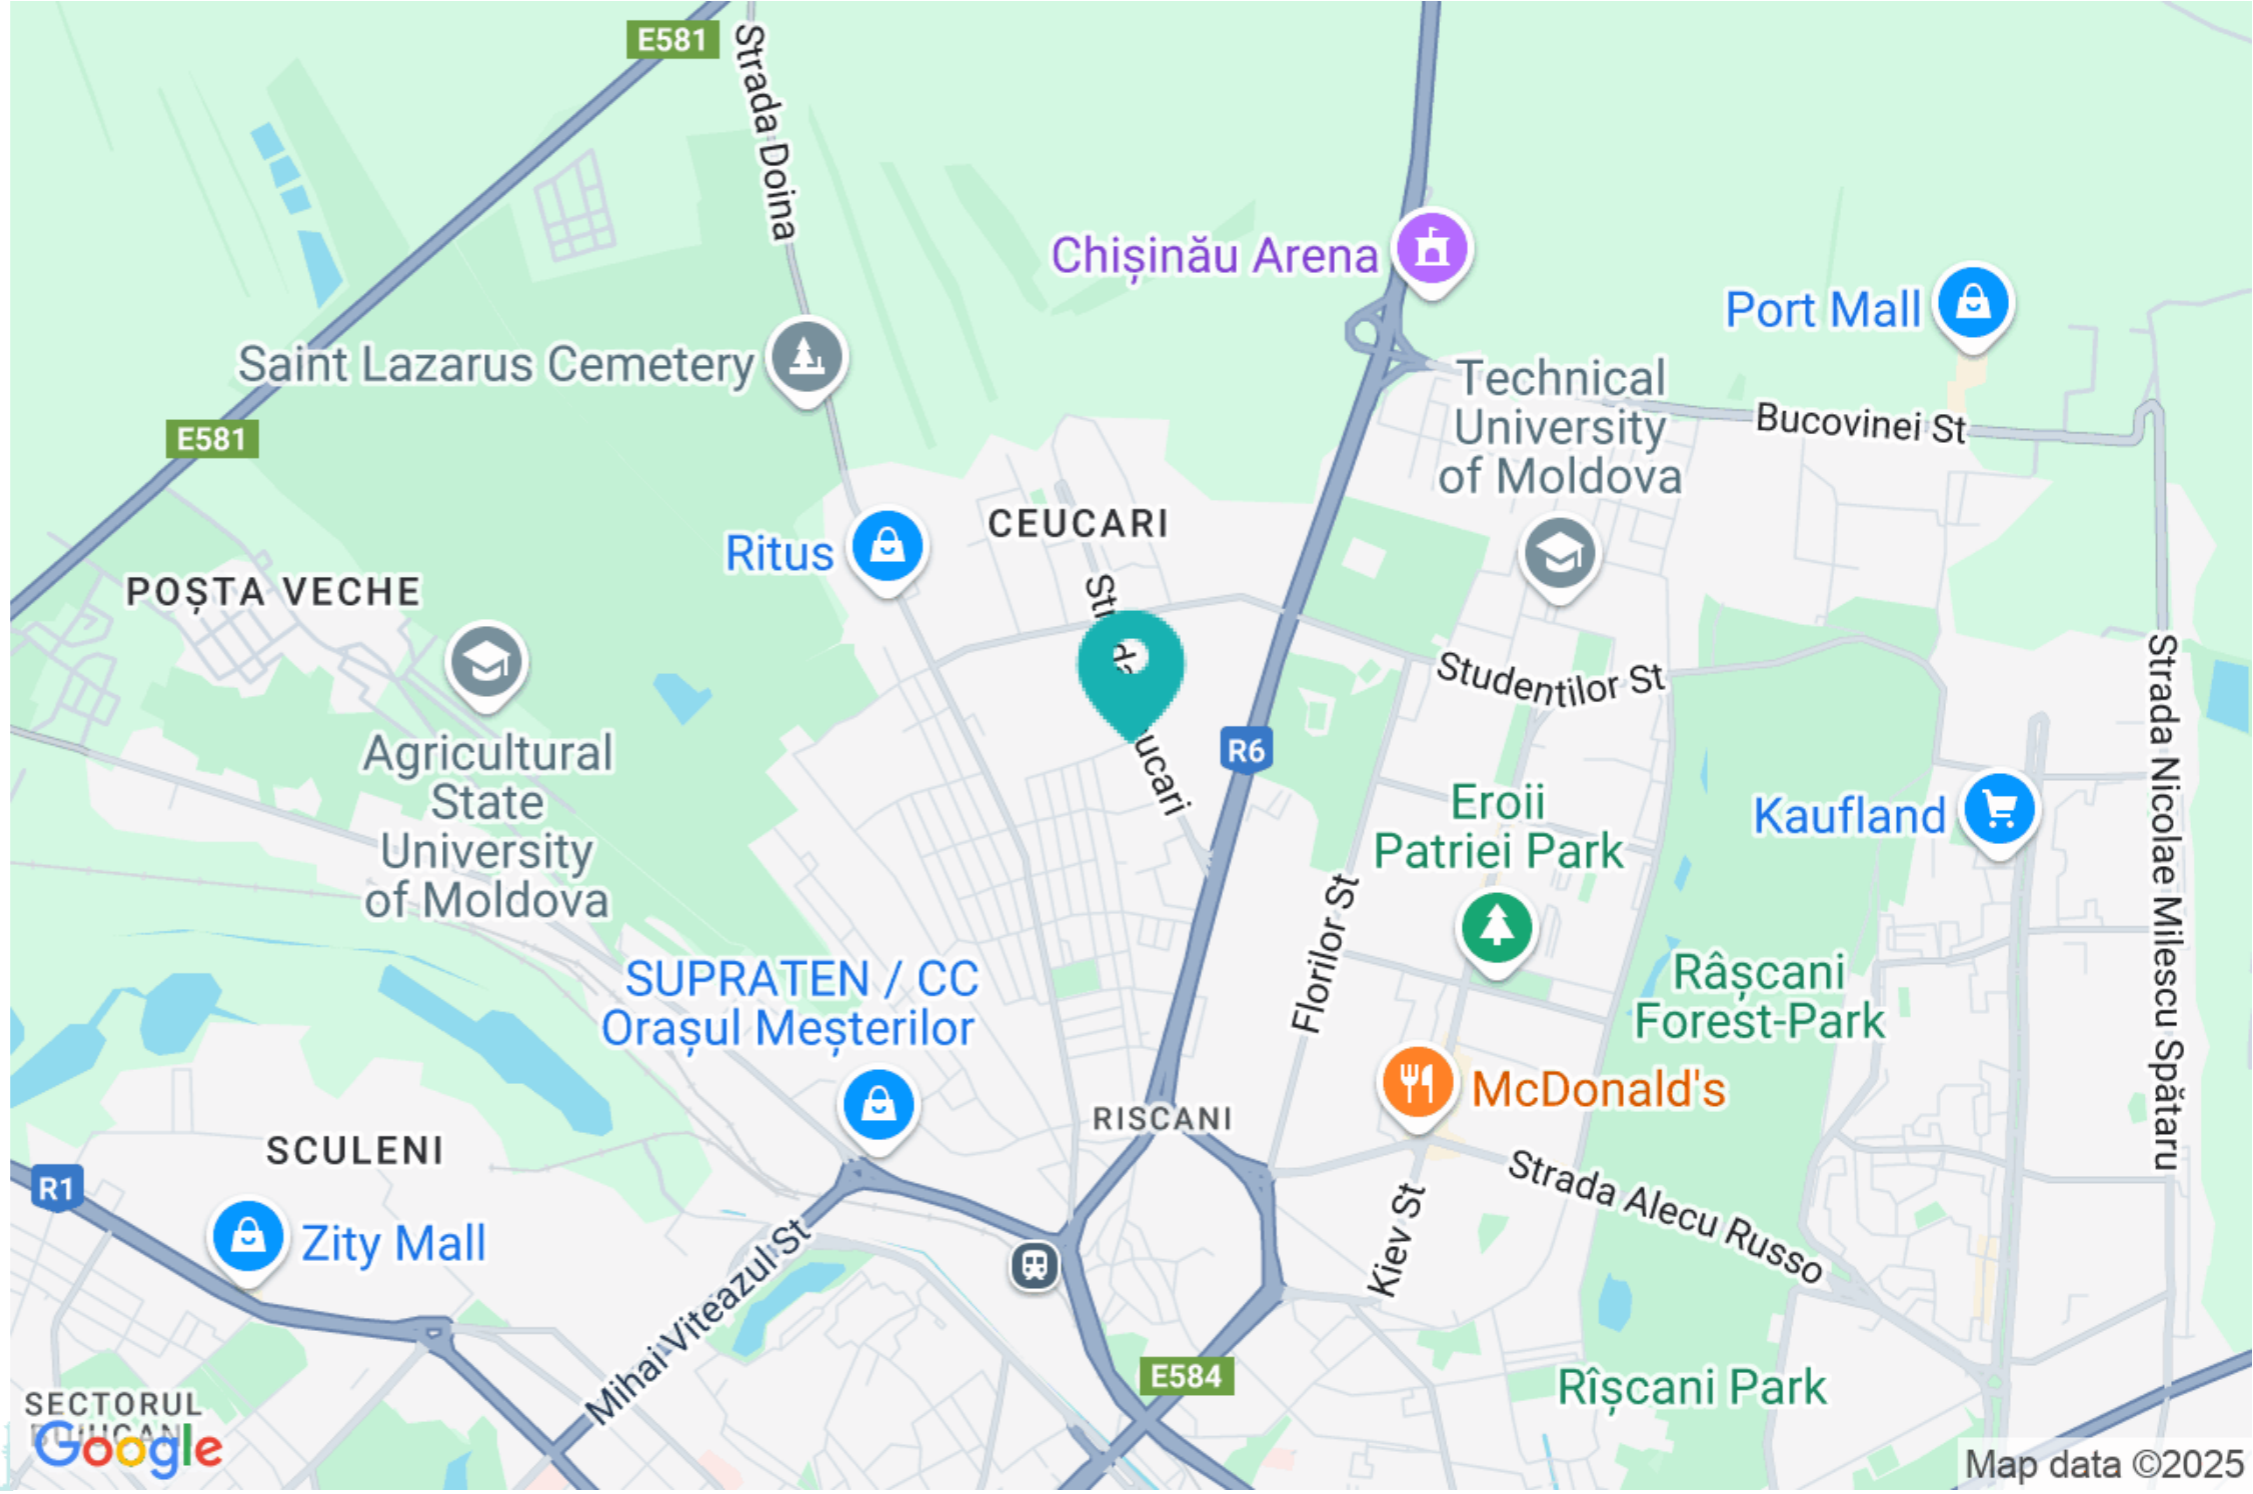 E581
Strada Doina
Chișinău Arena
Port Mall
Saint Lazarus Cemetery
Technical
University
of Moldova
Bucovinei St
E581
CEUCARI
Ritus
POȘTA VECHE
Studentilor St
Strada Nicolae Milescu Spătaru
R6
Agricultural
State
University
of Moldova
Eroii
Patriei Park
Kaufland
Florilor St
SUPRATEN / CC
Orașul Meșterilor
Râșcani
Forest-Park
McDonald's
RISCANI
SCULENI
Strada Alecu Russo
R1
Zity Mall
Kiev St
Mihai Viteazul St
E584
Rîșcani Park
SECTORUL
Google
Map data ©2025